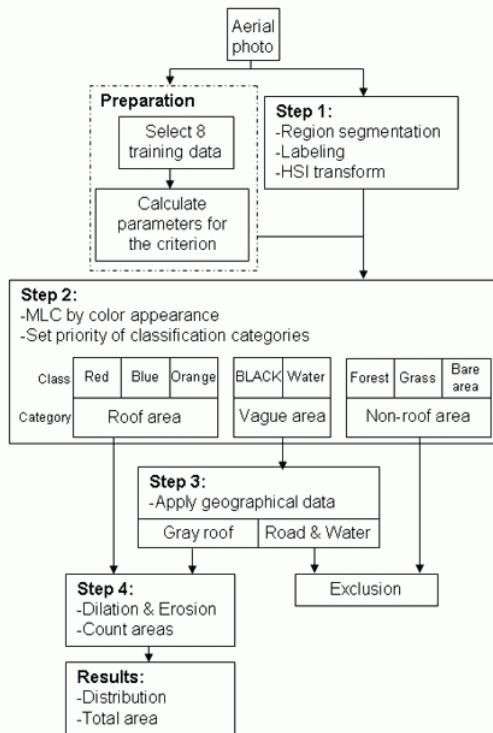 Aerial
photo
Preparation
Select 8
training data
Calculate
parameters for
the criterion
Step 1:
-Region segmentation
-Labeling
-HSI transform
Step 2:
-MLC by color appearance
-Set priority of classification categories
Class Red Blue Orange BLACK Water Forest Grass Bare
area
Category Roof area Vague area Non-roof area
Step 3:
-Apply geographical data
Gray roof Road & Water
Step 4:
-Dilation & Erosion
-Count areas
Exclusion
Results:
-Distribution
-Total area